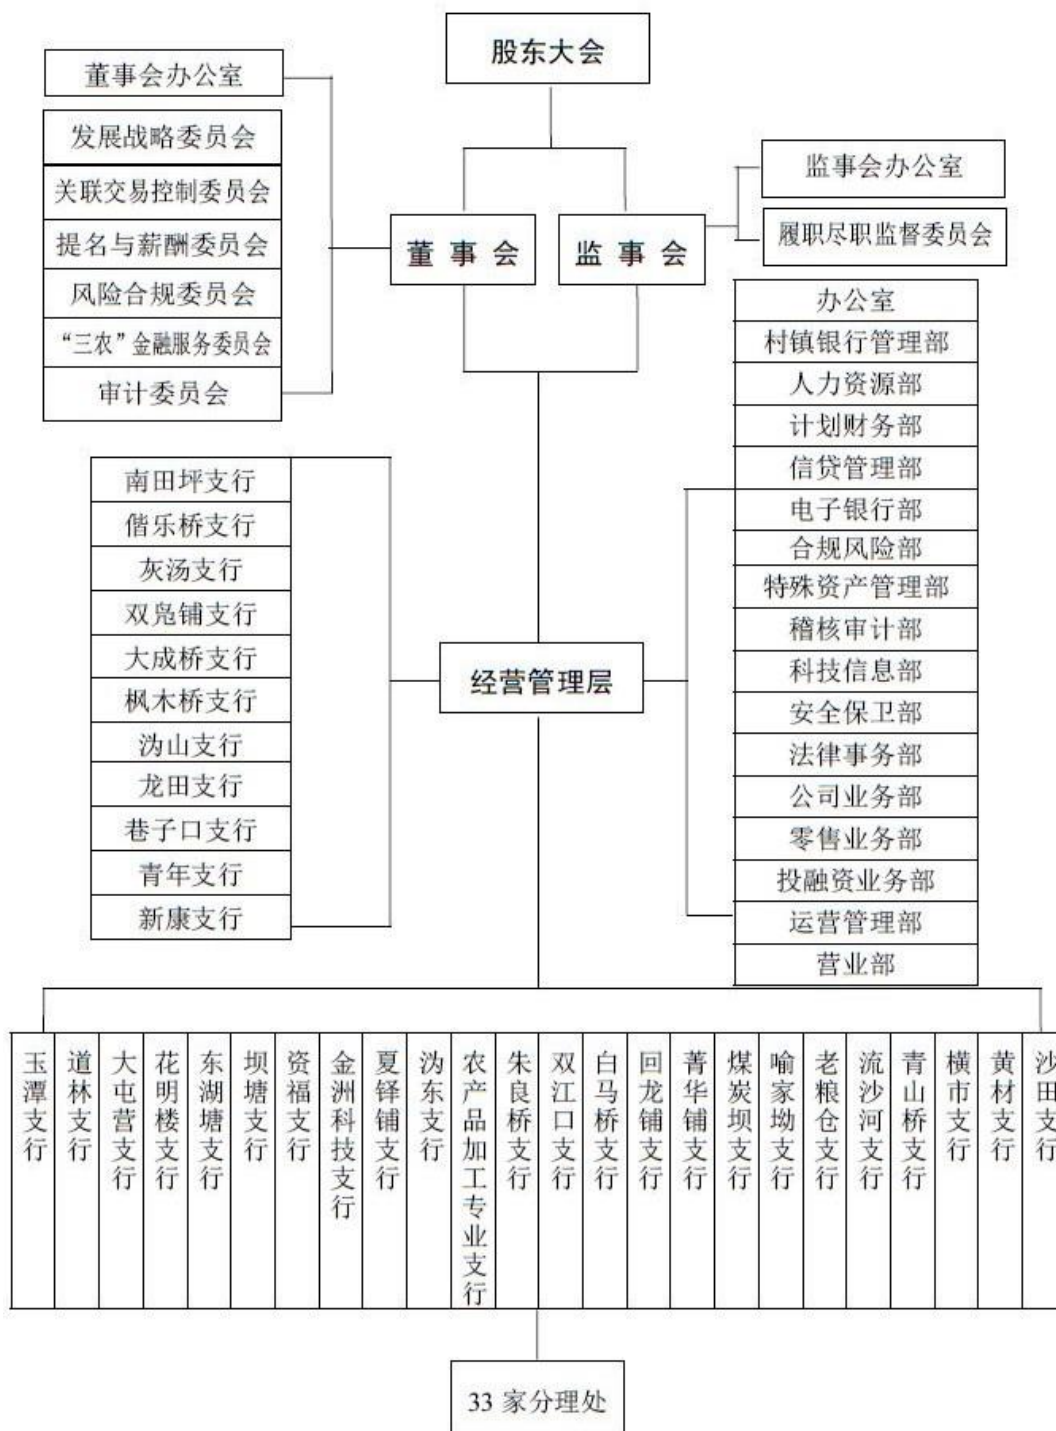 股东大会
董事会办公室
发展战略委员会
关联交易控制委员会
提名与薪酬委员会
风险合规委员会
“三农”金融服务委员会
审计委员会
董事会
监事会
监事会办公室
履职尽职监督委员会
办公室
村镇银行管理部
人力资源部
计划财务部
信贷管理部
电子银行部
合规风险部
特殊资产管理部
稽核审计部
科技信息部
安全保卫部
法律事务部
公司业务部
零售业务部
投融资业务部
运营管理部
营业部
南田坪支行
偕乐桥支行
灰汤支行
双凫铺支行
大成桥支行
枫木桥支行
沩山支行
龙田支行
巷子口支行
青年支行
新康支行
经营管理层
玉潭支行
道林支行
大屯营支行
花明楼支行
东湖塘支行
坝塘支行
资福支行
金洲科技支行
夏铎铺支行
沩东支行
农产品加工专业支行
朱良桥支行
双江口支行
白马桥支行
回龙铺支行
菁华铺支行
煤炭坝支行
喻家坳支行
老粮仓支行
流沙河支行
青山桥支行
横市支行
黄材支行
沙田支行
33 家分理处